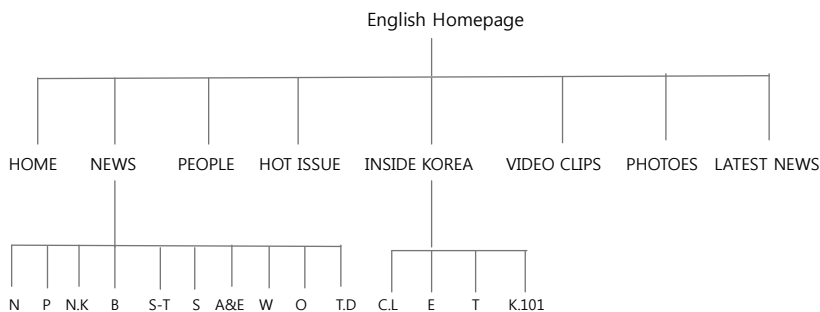 English Homepage
HOME NEWS PEOPLE HOT ISSUE INSIDE KOREA VIDEO CLIPS PHOTOES LATEST NEWS
N P N.K B S-T S A&E W O T.D C.L E T K.101